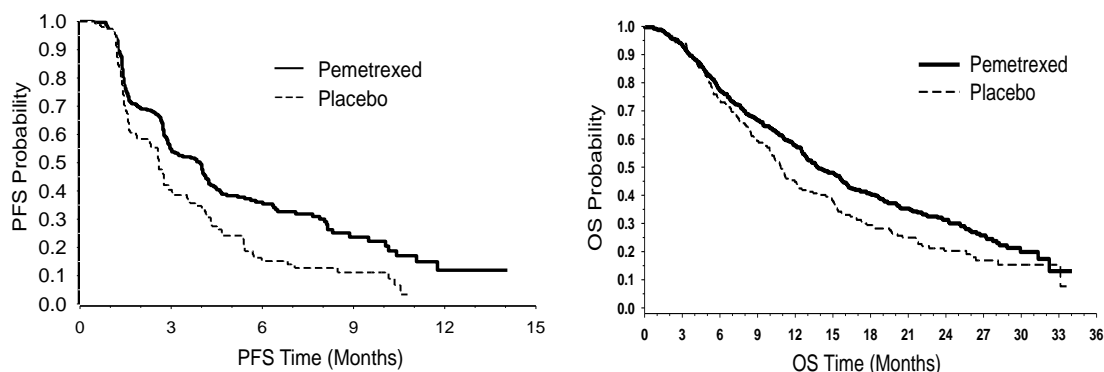 PFS Probability
1.0
0.9
0.8
0.7
0.6
0.5
0.4
0.3
0.2
0.1
0.0
Pemetrexed
Placebo
0 3 6 9 12 15
PFS Time (Months)
OS Probability
1.0
0.9
0.8
0.7
0.6
0.5
0.4
0.3
0.2
0.1
0.0
Pemetrexed
Placebo
0 3 6 9 12 15 18 21 24 27 30 33 36
OS Time (Months)